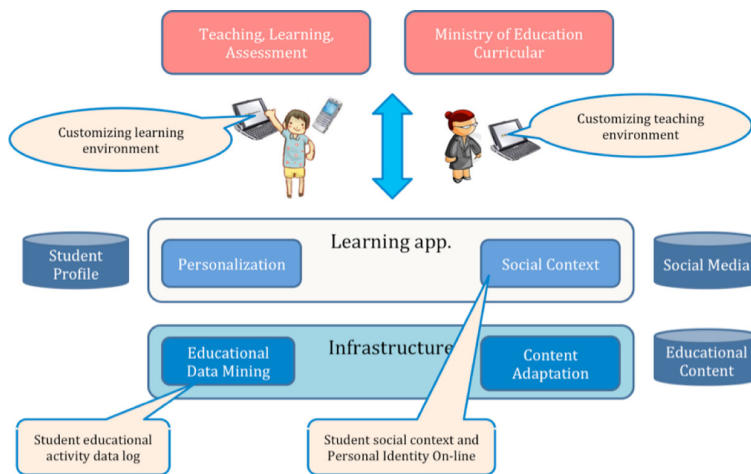 Teaching, Learning,
Assessment
Ministry of Education
Curricular
Customizing learning
environment
Customizing teaching
environment
Student
Profile
Learning app.
Personalization
Social Context
Social Media
Infrastructure
Educational
Data Mining
Content
Adaptation
Educational
Content
Student educational
activity data log
Student social context and
Personal Identity On-line